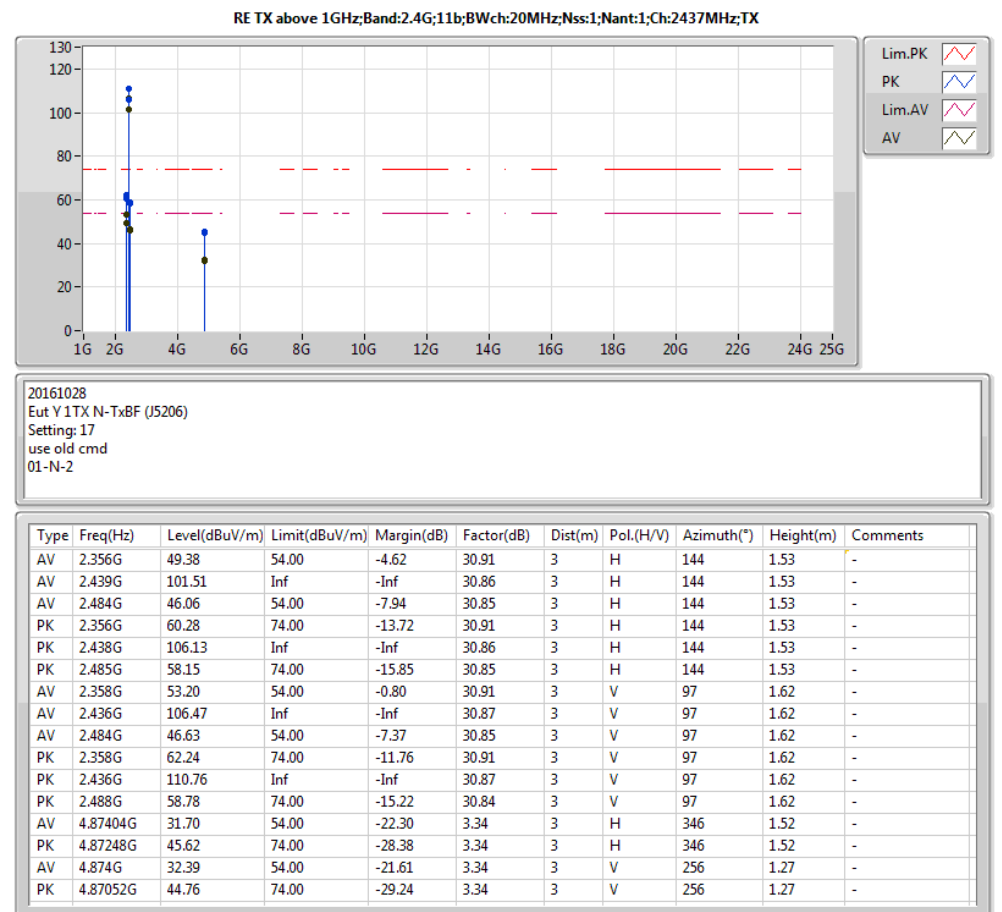 RE TX above 1GHz;Band:2.4G;11b;BWch:20MHz;Nss:1;Nant:1;Ch:2437MHz;TX
130
120
100
80
60
40
20
0
1G 2G 4G 6G 8G 10G 12G 14G 16G 18G 20G 22G 24G 25G
Lim.PK
PK
Lim.AV
AV
20161028
Eut Y 1TX N-TxBF (J5206)
Setting: 17
use old cmd
01-N-2
Type Freq(Hz) Level(dBuV/m) Limit(dBuV/m) Margin(dB) Factor(dB) Dist(m) Pol.(H/V) Azimuth(°) Height(m) Comments
AV 2.356G 49.38 54.00 -4.62 30.91 3 H 144 1.53 -
AV 2.439G 101.51 Inf -Inf 30.86 3 H 144 1.53 -
AV 2.484G 46.06 54.00 -7.94 30.85 3 H 144 1.53 -
PK 2.356G 60.28 74.00 -13.72 30.91 3 H 144 1.53 -
PK 2.438G 106.13 Inf -Inf 30.86 3 H 144 1.53 -
PK 2.485G 58.15 74.00 -15.85 30.85 3 H 144 1.53 -
AV 2.358G 53.20 54.00 -0.80 30.91 3 V 97 1.62 -
AV 2.436G 106.47 Inf -Inf 30.87 3 V 97 1.62 -
AV 2.484G 46.63 54.00 -7.37 30.85 3 V 97 1.62 -
PK 2.358G 62.24 74.00 -11.76 30.91 3 V 97 1.62 -
PK 2.436G 110.76 Inf -Inf 30.87 3 V 97 1.62 -
PK 2.488G 58.78 74.00 -15.22 30.84 3 V 97 1.62 -
AV 4.87404G 31.70 54.00 -22.30 3.34 3 H 346 1.52 -
PK 4.87248G 45.62 74.00 -28.38 3.34 3 H 346 1.52 -
AV 4.874G 32.39 54.00 -21.61 3.34 3 V 256 1.27 -
PK 4.87052G 44.76 74.00 -29.24 3.34 3 V 256 1.27 -